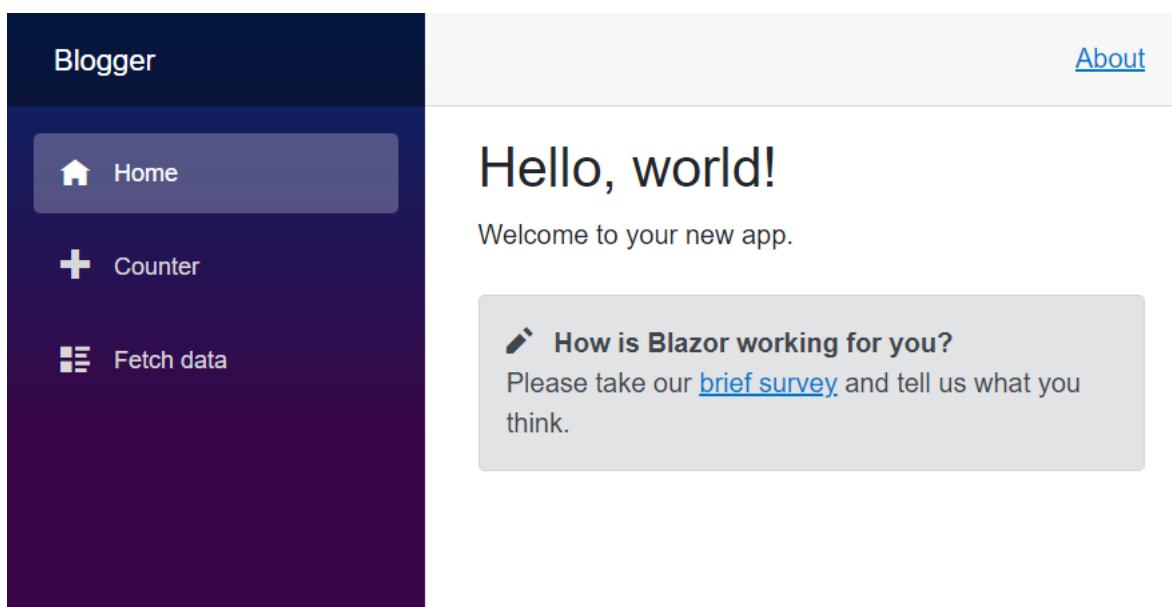 Blogger
About
Home
Counter
Fetch data
Hello, world!
Welcome to your new app.
How is Blazor working for you?
Please take our brief survey and tell us what you
think.